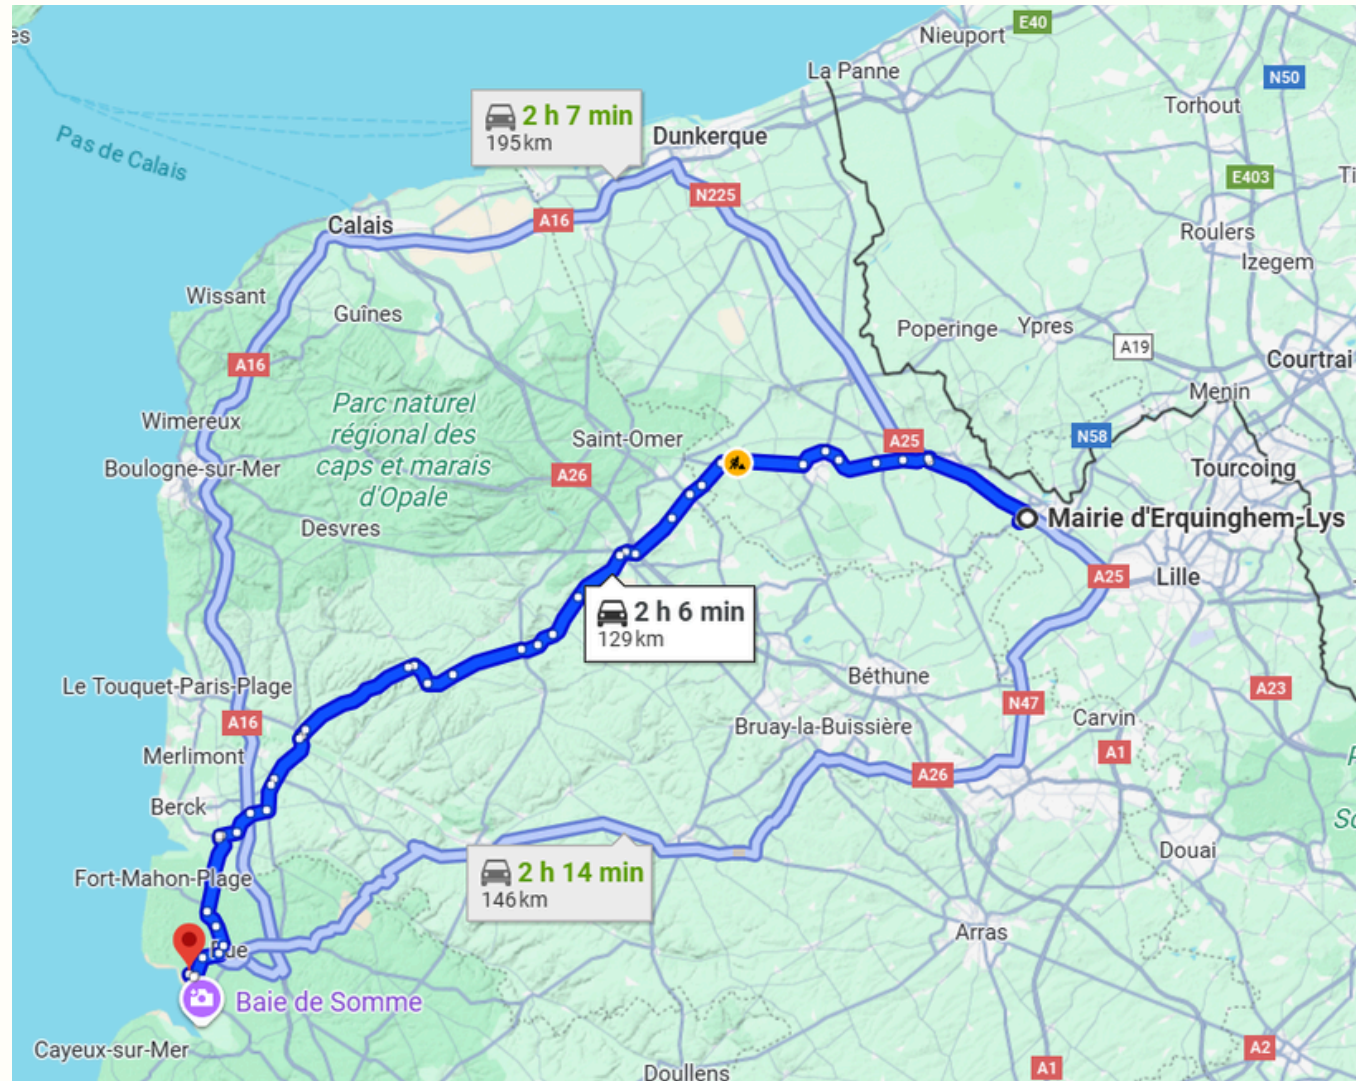 es
Nieuport
E40
La Panne
N50
Torhout
2 h 7 min
195 km
Dunkerque
Pas de Calais
E403
Ti
N225
A16
Calais
Roulers
Izegem
Wissant
Guînes
Poperinge
Ypres
A19
Courtrai
A16
Menin
Parc naturel
régional des
caps et marais
d'Opale
Wimereux
Saint-Omer
A25
N58
Boulogne-sur-Mer
A26
Tourcoing
Desvres
Mairie d'Erquinghem-Lys
A25
Lille
2 h 6 min
129 km
Le Touquet-Paris-Plage
Béthune
A23
A16
N47
Carvin
Bruay-la-Buissière
A1
Merlimont
A26
Berck
Douai
2 h 14 min
146 km
Fort-Mahon-Plage
Arras
Rue
Baie de Somme
Cayeux-sur-Mer
A2
Doullens
A1